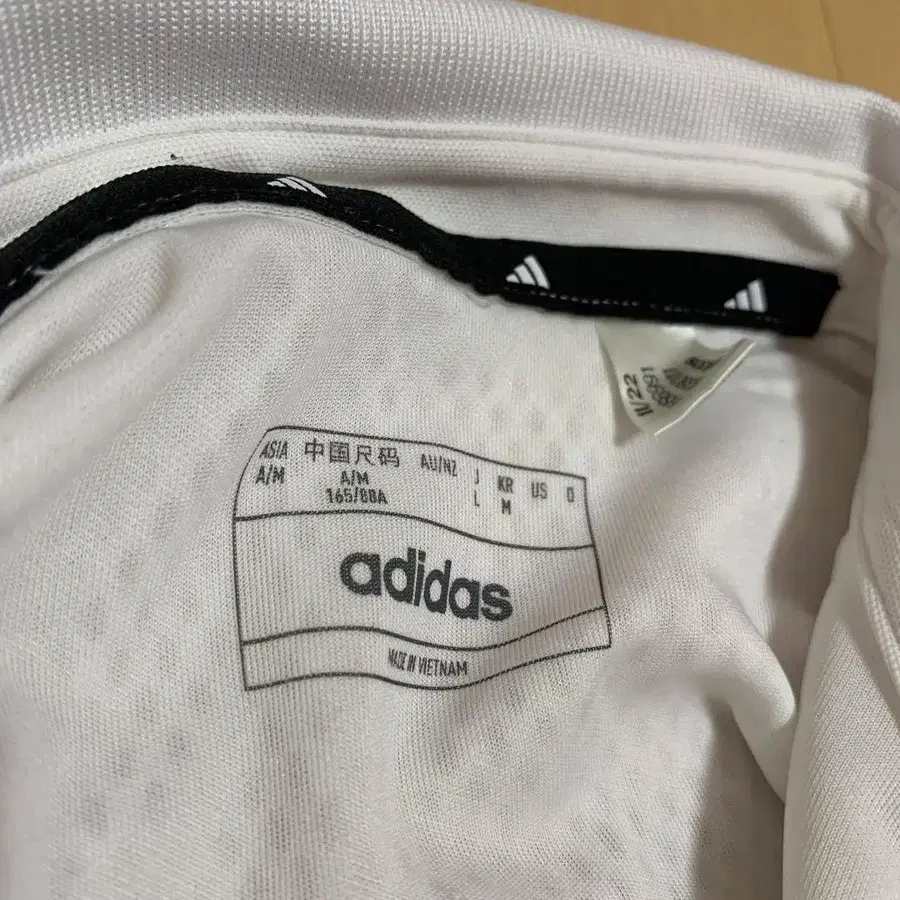 ASIA 中国尺码 AU/NZ J KR US D
A/M A/M L M
165/88A
adidas
MADE IN VIETNAM
11/22